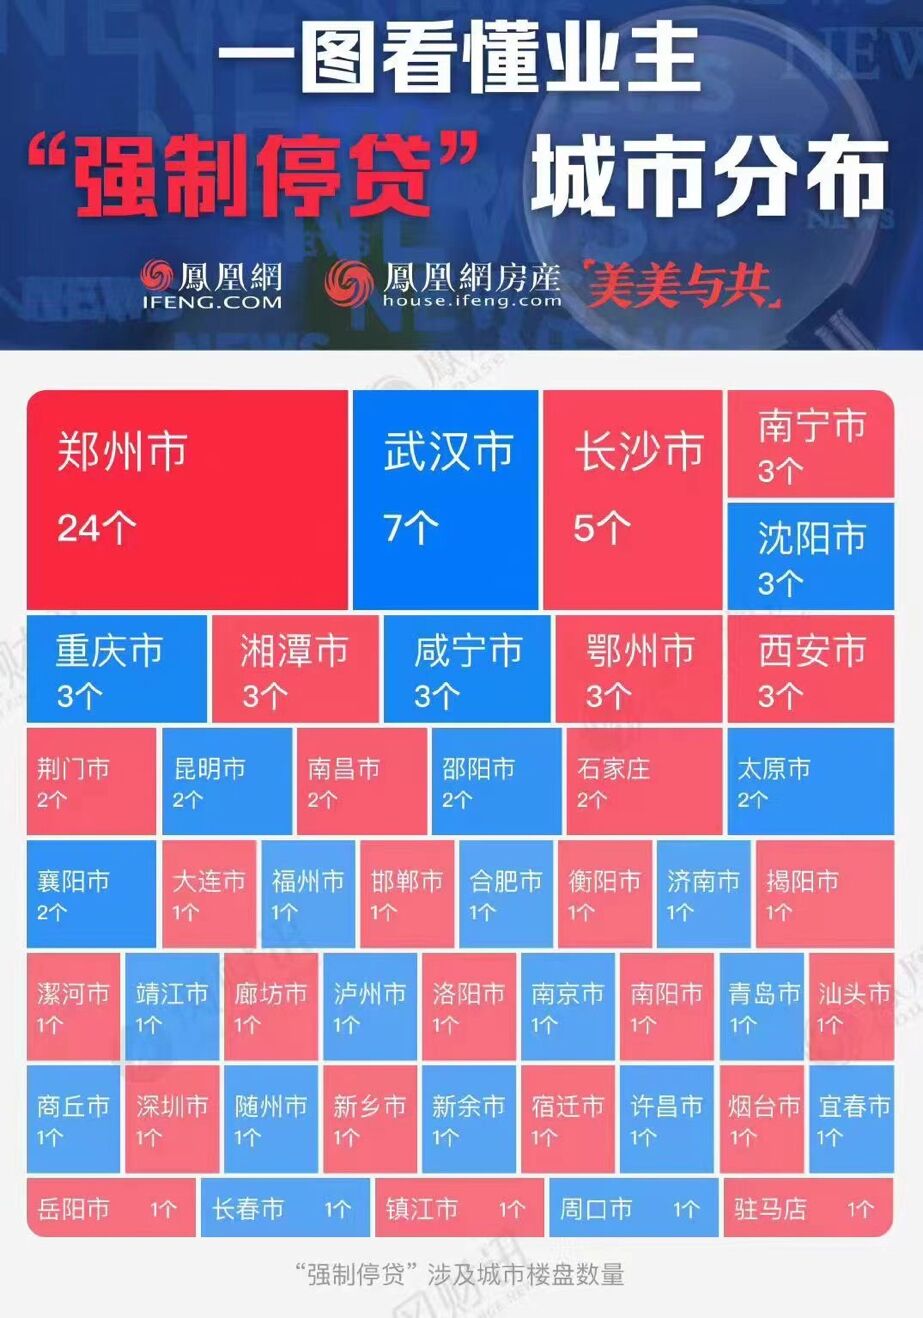 一图看懂业主
“强制停贷” 城市分布
鳳凰網
IFENG.COM
鳳凰網房産
house.ifeng.com
「美美与共」
郑州市
24个
武汉市
7个
长沙市
5个
南宁市
3个
沈阳市
3个
重庆市
3个
湘潭市
3个
咸宁市
3个
鄂州市
3个
西安市
3个
荆门市
2个
昆明市
2个
南昌市
2个
邵阳市
2个
石家庄
2个
太原市
2个
襄阳市
2个
大连市
1个
福州市
1个
邯郸市
1个
合肥市
1个
衡阳市
1个
济南市
1个
揭阳市
1个
漯河市
1个
靖江市
1个
廊坊市
1个
泸州市
1个
洛阳市
1个
南京市
1个
南阳市
1个
青岛市
1个
汕头市
1个
商丘市
1个
深圳市
1个
随州市
1个
新乡市
1个
新余市
1个
宿迁市
1个
许昌市
1个
烟台市
1个
宜春市
1个
岳阳市 1个
长春市 1个
镇江市 1个
周口市 1个
驻马店 1个
“强制停贷”涉及城市楼盘数量